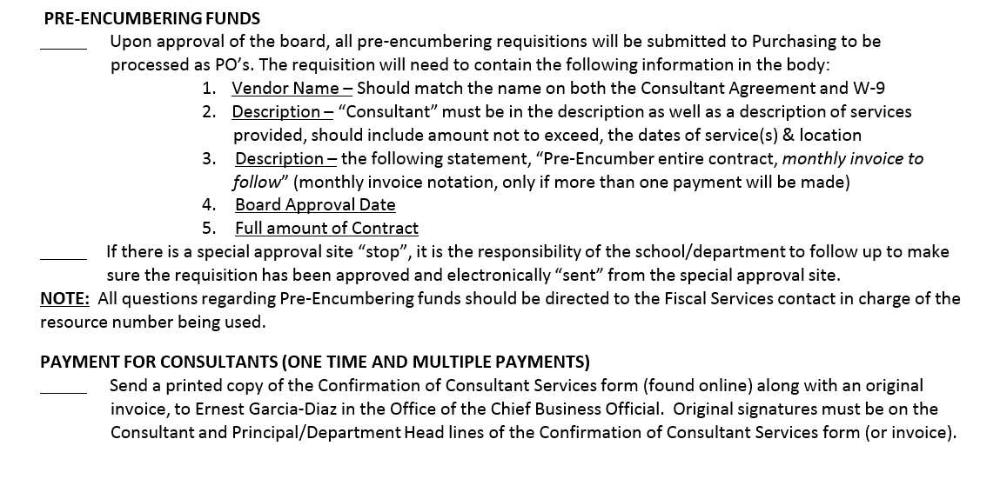 PRE-ENCUMBERING FUNDS
_____ Upon approval of the board, all pre-encumbering requisitions will be submitted to Purchasing to be
processed as PO’s. The requisition will need to contain the following information in the body:
1. Vendor Name – Should match the name on both the Consultant Agreement and W-9
2. Description – “Consultant” must be in the description as well as a description of services
provided, should include amount not to exceed, the dates of service(s) & location
3. Description – the following statement, “Pre-Encumber entire contract, monthly invoice to
follow” (monthly invoice notation, only if more than one payment will be made)
4. Board Approval Date
5. Full amount of Contract
_____ If there is a special approval site “stop”, it is the responsibility of the school/department to follow up to make
sure the requisition has been approved and electronically “sent” from the special approval site.
NOTE: All questions regarding Pre-Encumbering funds should be directed to the Fiscal Services contact in charge of the
resource number being used.
PAYMENT FOR CONSULTANTS (ONE TIME AND MULTIPLE PAYMENTS)
_____ Send a printed copy of the Confirmation of Consultant Services form (found online) along with an original
invoice, to Ernest Garcia-Diaz in the Office of the Chief Business Official. Original signatures must be on the
Consultant and Principal/Department Head lines of the Confirmation of Consultant Services form (or invoice).